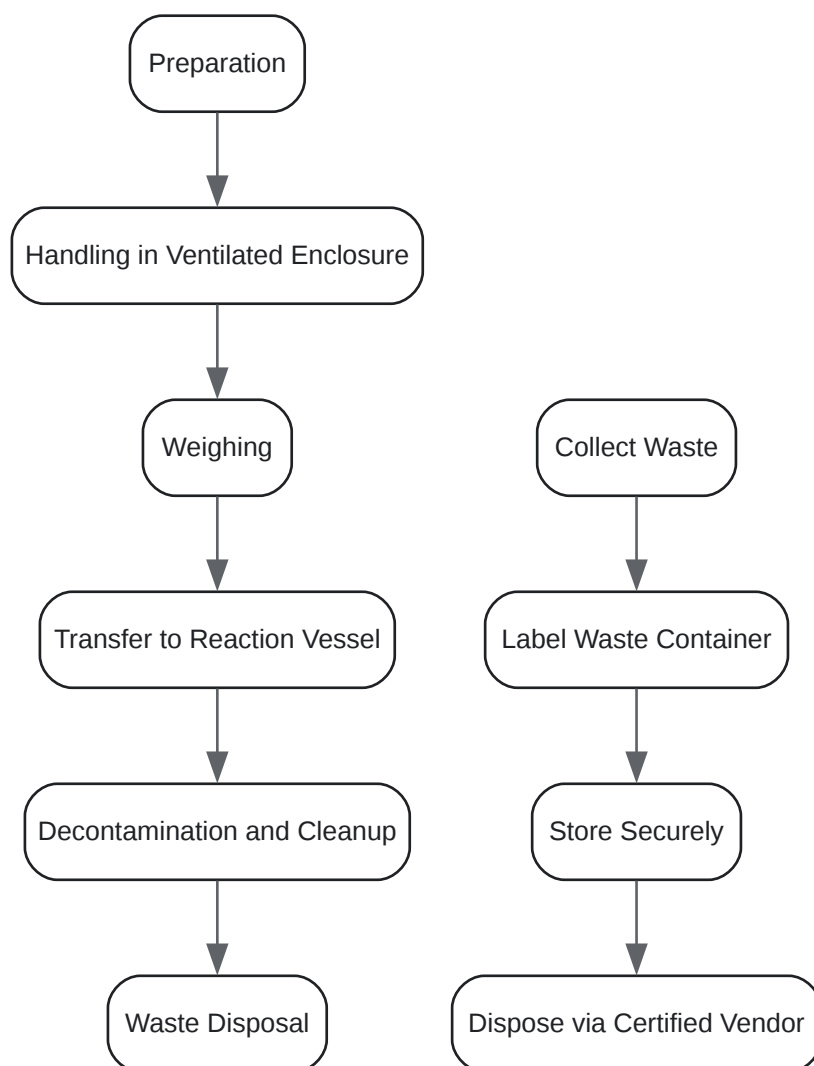 Preparation
Handling in Ventilated Enclosure
Weighing
Transfer to Reaction Vessel
Decontamination and Cleanup
Waste Disposal
Collect Waste
Label Waste Container
Store Securely
Dispose via Certified Vendor